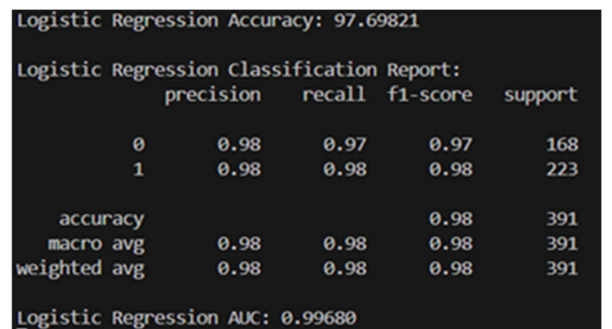 Logistic Regression Accuracy: 97.69821
Logistic Regression Classification Report:
precision recall f1-score support
0 0.98 0.97 0.97 168
1 0.98 0.98 0.98 223
accuracy 0.98 391
macro avg 0.98 0.98 0.98 391
weighted avg 0.98 0.98 0.98 391
Logistic Regression AUC: 0.99680